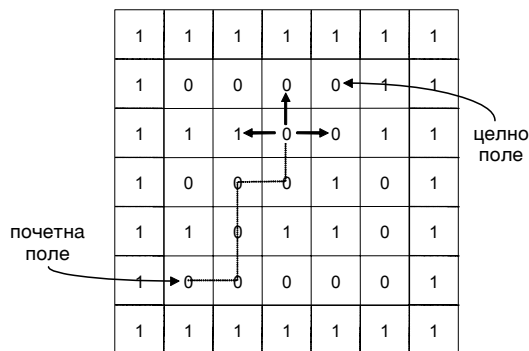 1 1 1 1 1 1 1
1 0 0 0 0 1 1
1 1 1 0 0 1 1
1 0 0 0 1 0 1
1 1 0 1 1 0 1
1 0 0 0 0 0 1
1 1 1 1 1 1 1
целно
поле
почетна
поле